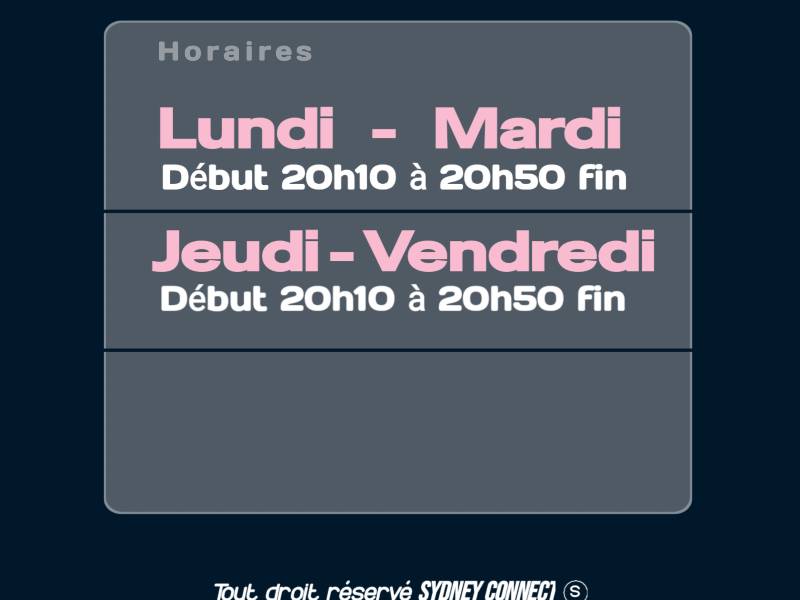 Horaires
Lundi - Mardi
Début 20h10 à 20h50 fin
Jeudi - Vendredi
Début 20h10 à 20h50 fin
Tout droit réservé SYDNEY CONNECT Ⓢ